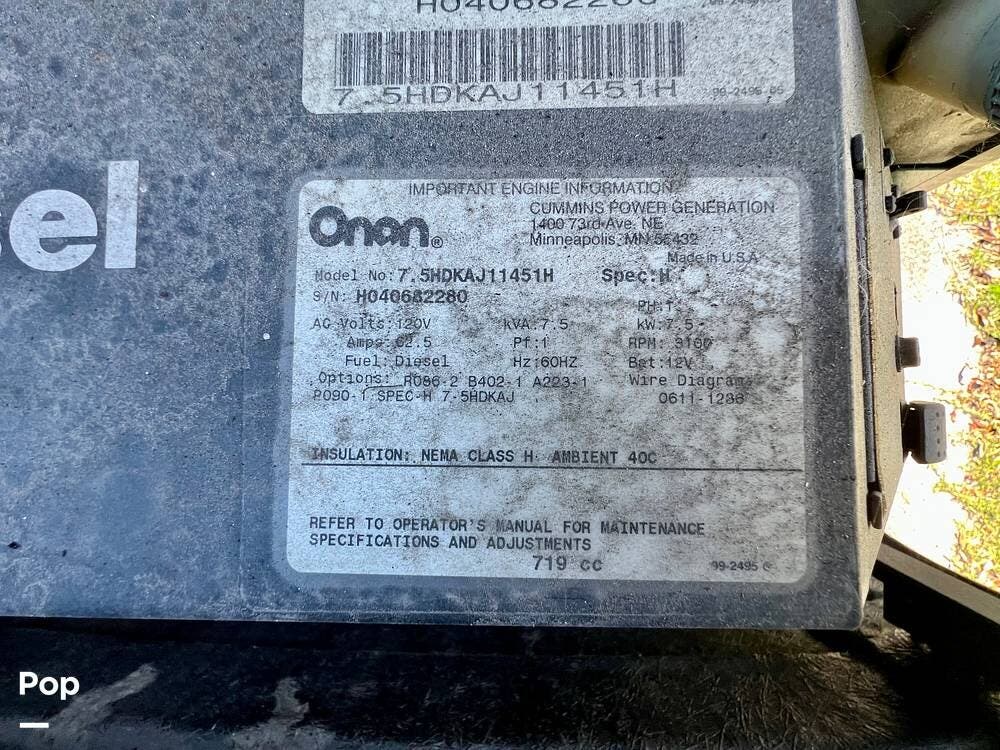 H040682280
7.5HDKAJ11451H
99-2496 05
sel
IMPORTANT ENGINE INFORMATION
Onan®
CUMMINS POWER GENERATION
1400 73rd Ave. NE
Minneapolis, MN 55432
Made in U.S.A
Model No: 7.5HDKAJ11451H Spec:H
S/N: H040682280
PH:1
AC Volts:120V kVA:7.5 kW:7.5
Amps:62.5 Pf:1 RPM: 3100
Fuel: Diesel Hz:60HZ Bat:12V
Options: R086-2 B402-1 A223-1 Wire Diagram
P090-1 SPEC-H 7-5HDKAJ 0611-1286
INSULATION: NEMA CLASS H AMBIENT 40C
REFER TO OPERATOR'S MANUAL FOR MAINTENANCE
SPECIFICATIONS AND ADJUSTMENTS
719 cc
99-2495
Pop